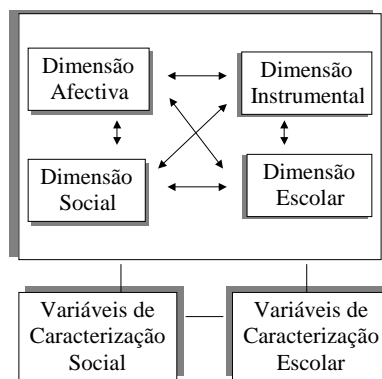 Dimensão
Afectiva
Dimensão
Instrumental
Dimensão
Social
Dimensão
Escolar
Variáveis de
Caracterização
Social
Variáveis de
Caracterização
Escolar